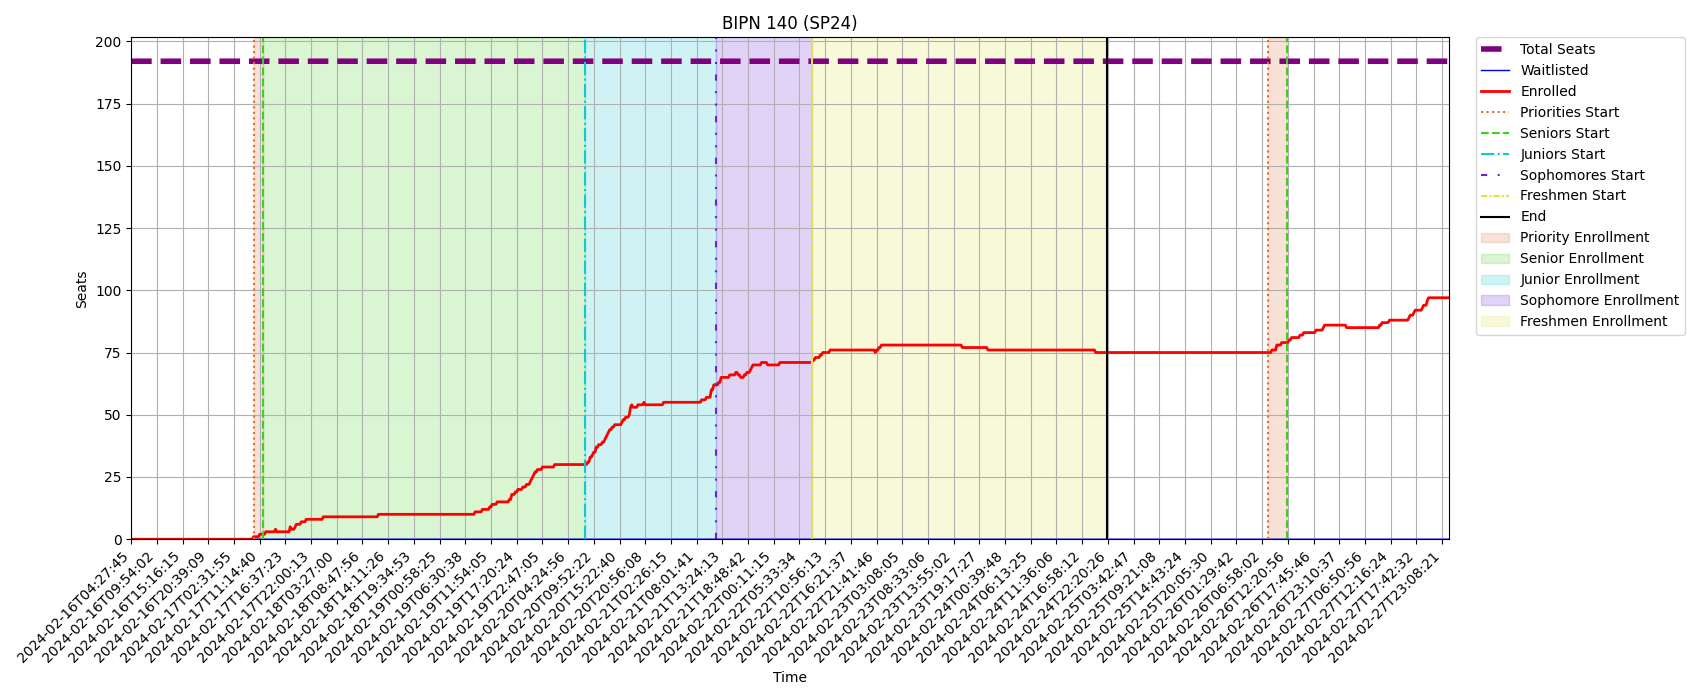 BIPN 140 (SP24)
200
175
150
125
100
75
50
25
0
Seats
2024-02-16T04:27:45
2024-02-16T09:54:02
2024-02-16T15:16:15
2024-02-16T20:39:09
2024-02-17T02:31:55
2024-02-17T11:14:40
2024-02-17T16:37:23
2024-02-17T22:00:13
2024-02-18T03:27:00
2024-02-18T08:47:56
2024-02-18T14:11:26
2024-02-18T19:34:53
2024-02-19T00:58:25
2024-02-19T06:30:38
2024-02-19T11:54:05
2024-02-19T17:20:24
2024-02-19T22:47:05
2024-02-20T04:24:56
2024-02-20T09:52:22
2024-02-20T15:22:40
2024-02-20T20:56:08
2024-02-21T02:26:15
2024-02-21T08:01:41
2024-02-21T13:24:13
2024-02-21T18:48:42
2024-02-22T00:11:15
2024-02-22T05:33:34
2024-02-22T10:56:13
2024-02-22T16:21:37
2024-02-22T21:41:46
2024-02-23T03:08:05
2024-02-23T08:33:06
2024-02-23T13:55:02
2024-02-23T19:17:27
2024-02-24T00:39:48
2024-02-24T06:13:25
2024-02-24T11:36:06
2024-02-24T16:58:12
2024-02-24T22:20:26
2024-02-25T03:42:47
2024-02-25T09:21:08
2024-02-25T14:43:24
2024-02-25T20:05:30
2024-02-26T01:29:42
2024-02-26T06:58:02
2024-02-26T12:20:56
2024-02-26T17:45:46
2024-02-26T23:10:37
2024-02-27T06:50:56
2024-02-27T12:16:24
2024-02-27T17:42:32
2024-02-27T23:08:21
Time
Total Seats
Waitlisted
Enrolled
Priorities Start
Seniors Start
Juniors Start
Sophomores Start
Freshmen Start
End
Priority Enrollment
Senior Enrollment
Junior Enrollment
Sophomore Enrollment
Freshmen Enrollment